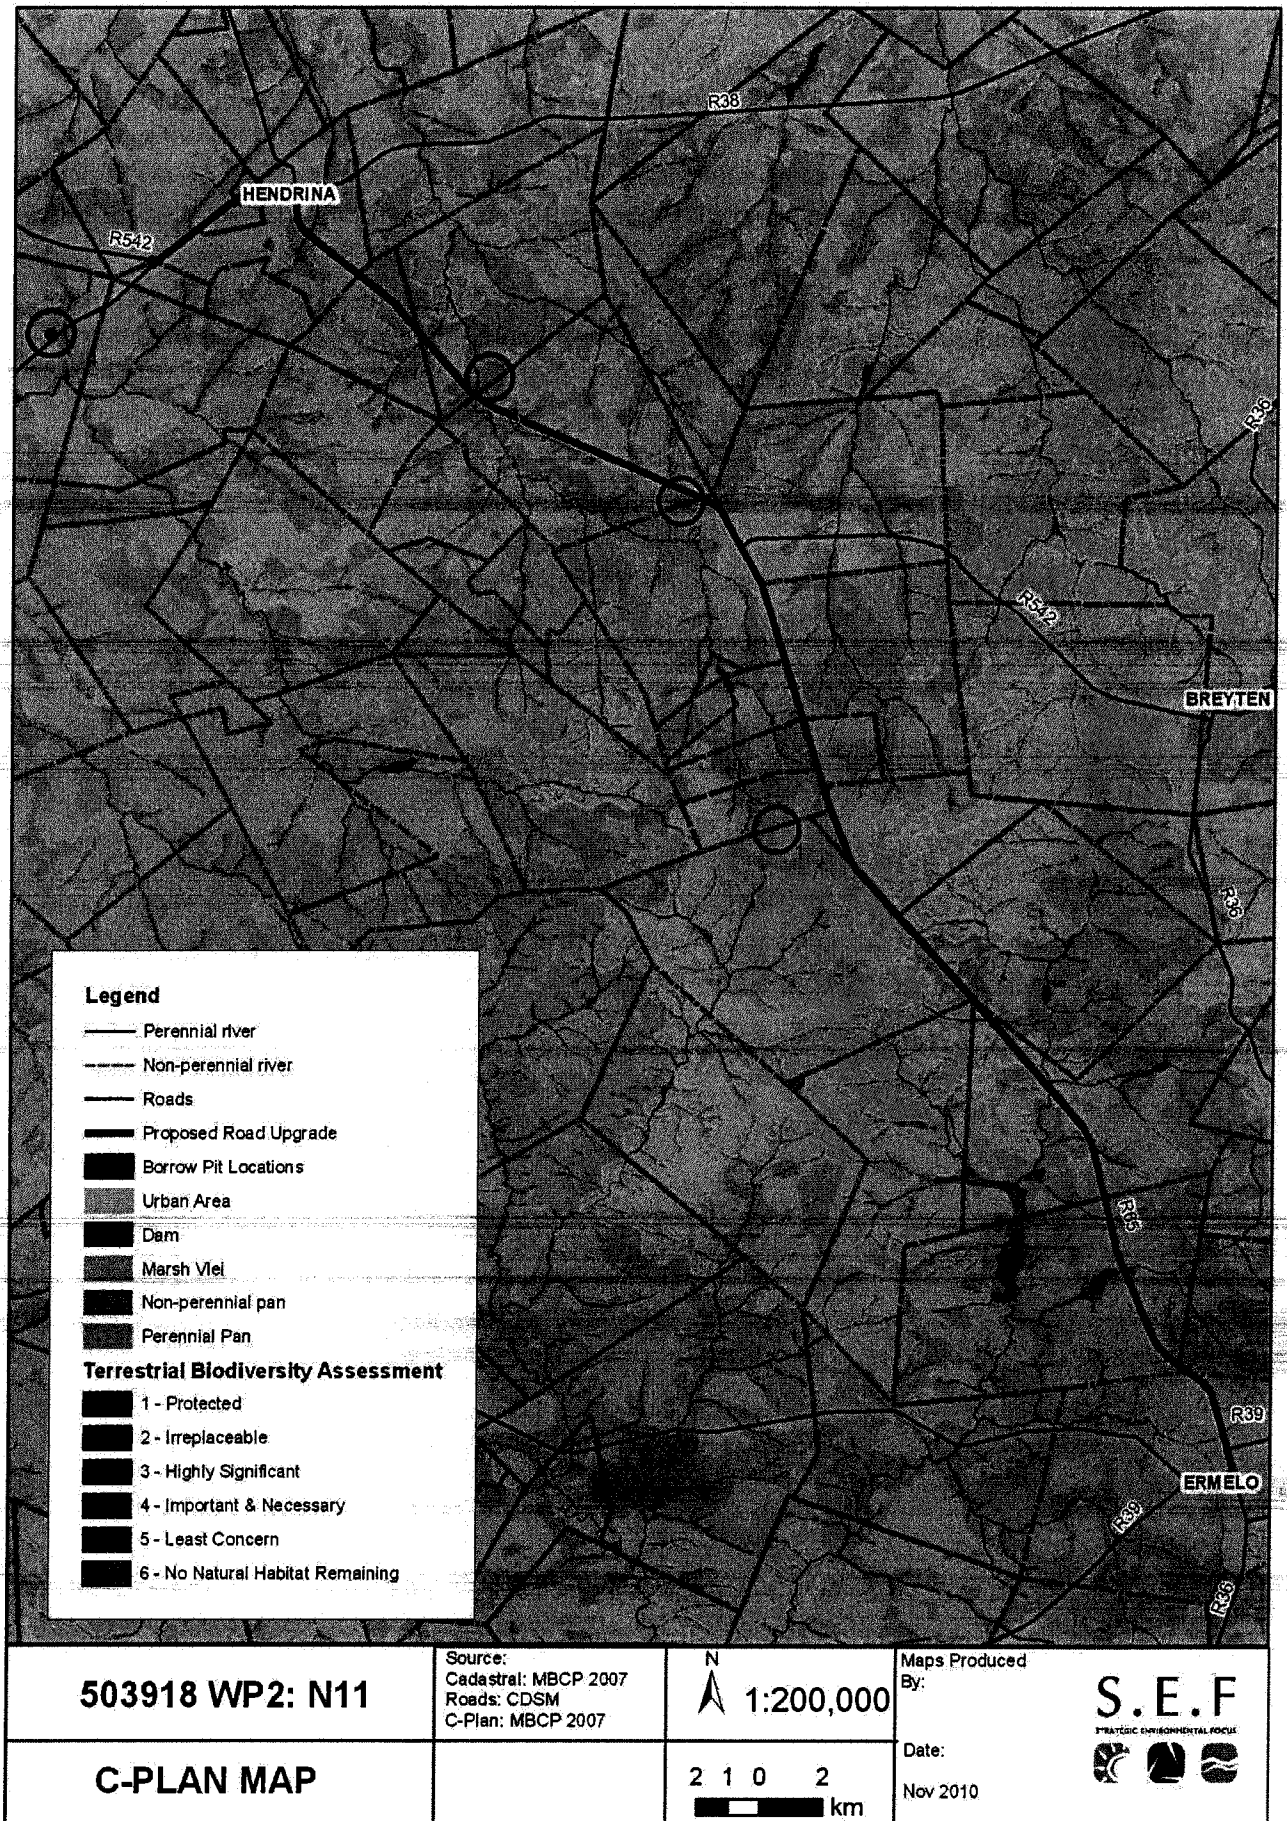 R38
HENDRINA
R542
R36
R542
BREYTEN
R36
R65
R39
ERMELO
R39
R36
Legend
Perennial river
Non-perennial river
Roads
Proposed Road Upgrade
Borrow Pit Locations
Urban Area
Dam
Marsh Vlei
Non-perennial pan
Perennial Pan
Terrestrial Biodiversity Assessment
1 - Protected
2 - Irreplaceable
3 - Highly Significant
4 - Important & Necessary
5 - Least Concern
6 - No Natural Habitat Remaining
503918 WP2: N11
C-PLAN MAP
Source:
Cadastral: MBCP 2007
Roads: CDSM
C-Plan: MBCP 2007
N
1:200,000
2 1 0 2
km
Maps Produced
By:
S.E.F
STRATEGIC ENVIRONMENTAL FOCUS
Date:
Nov 2010